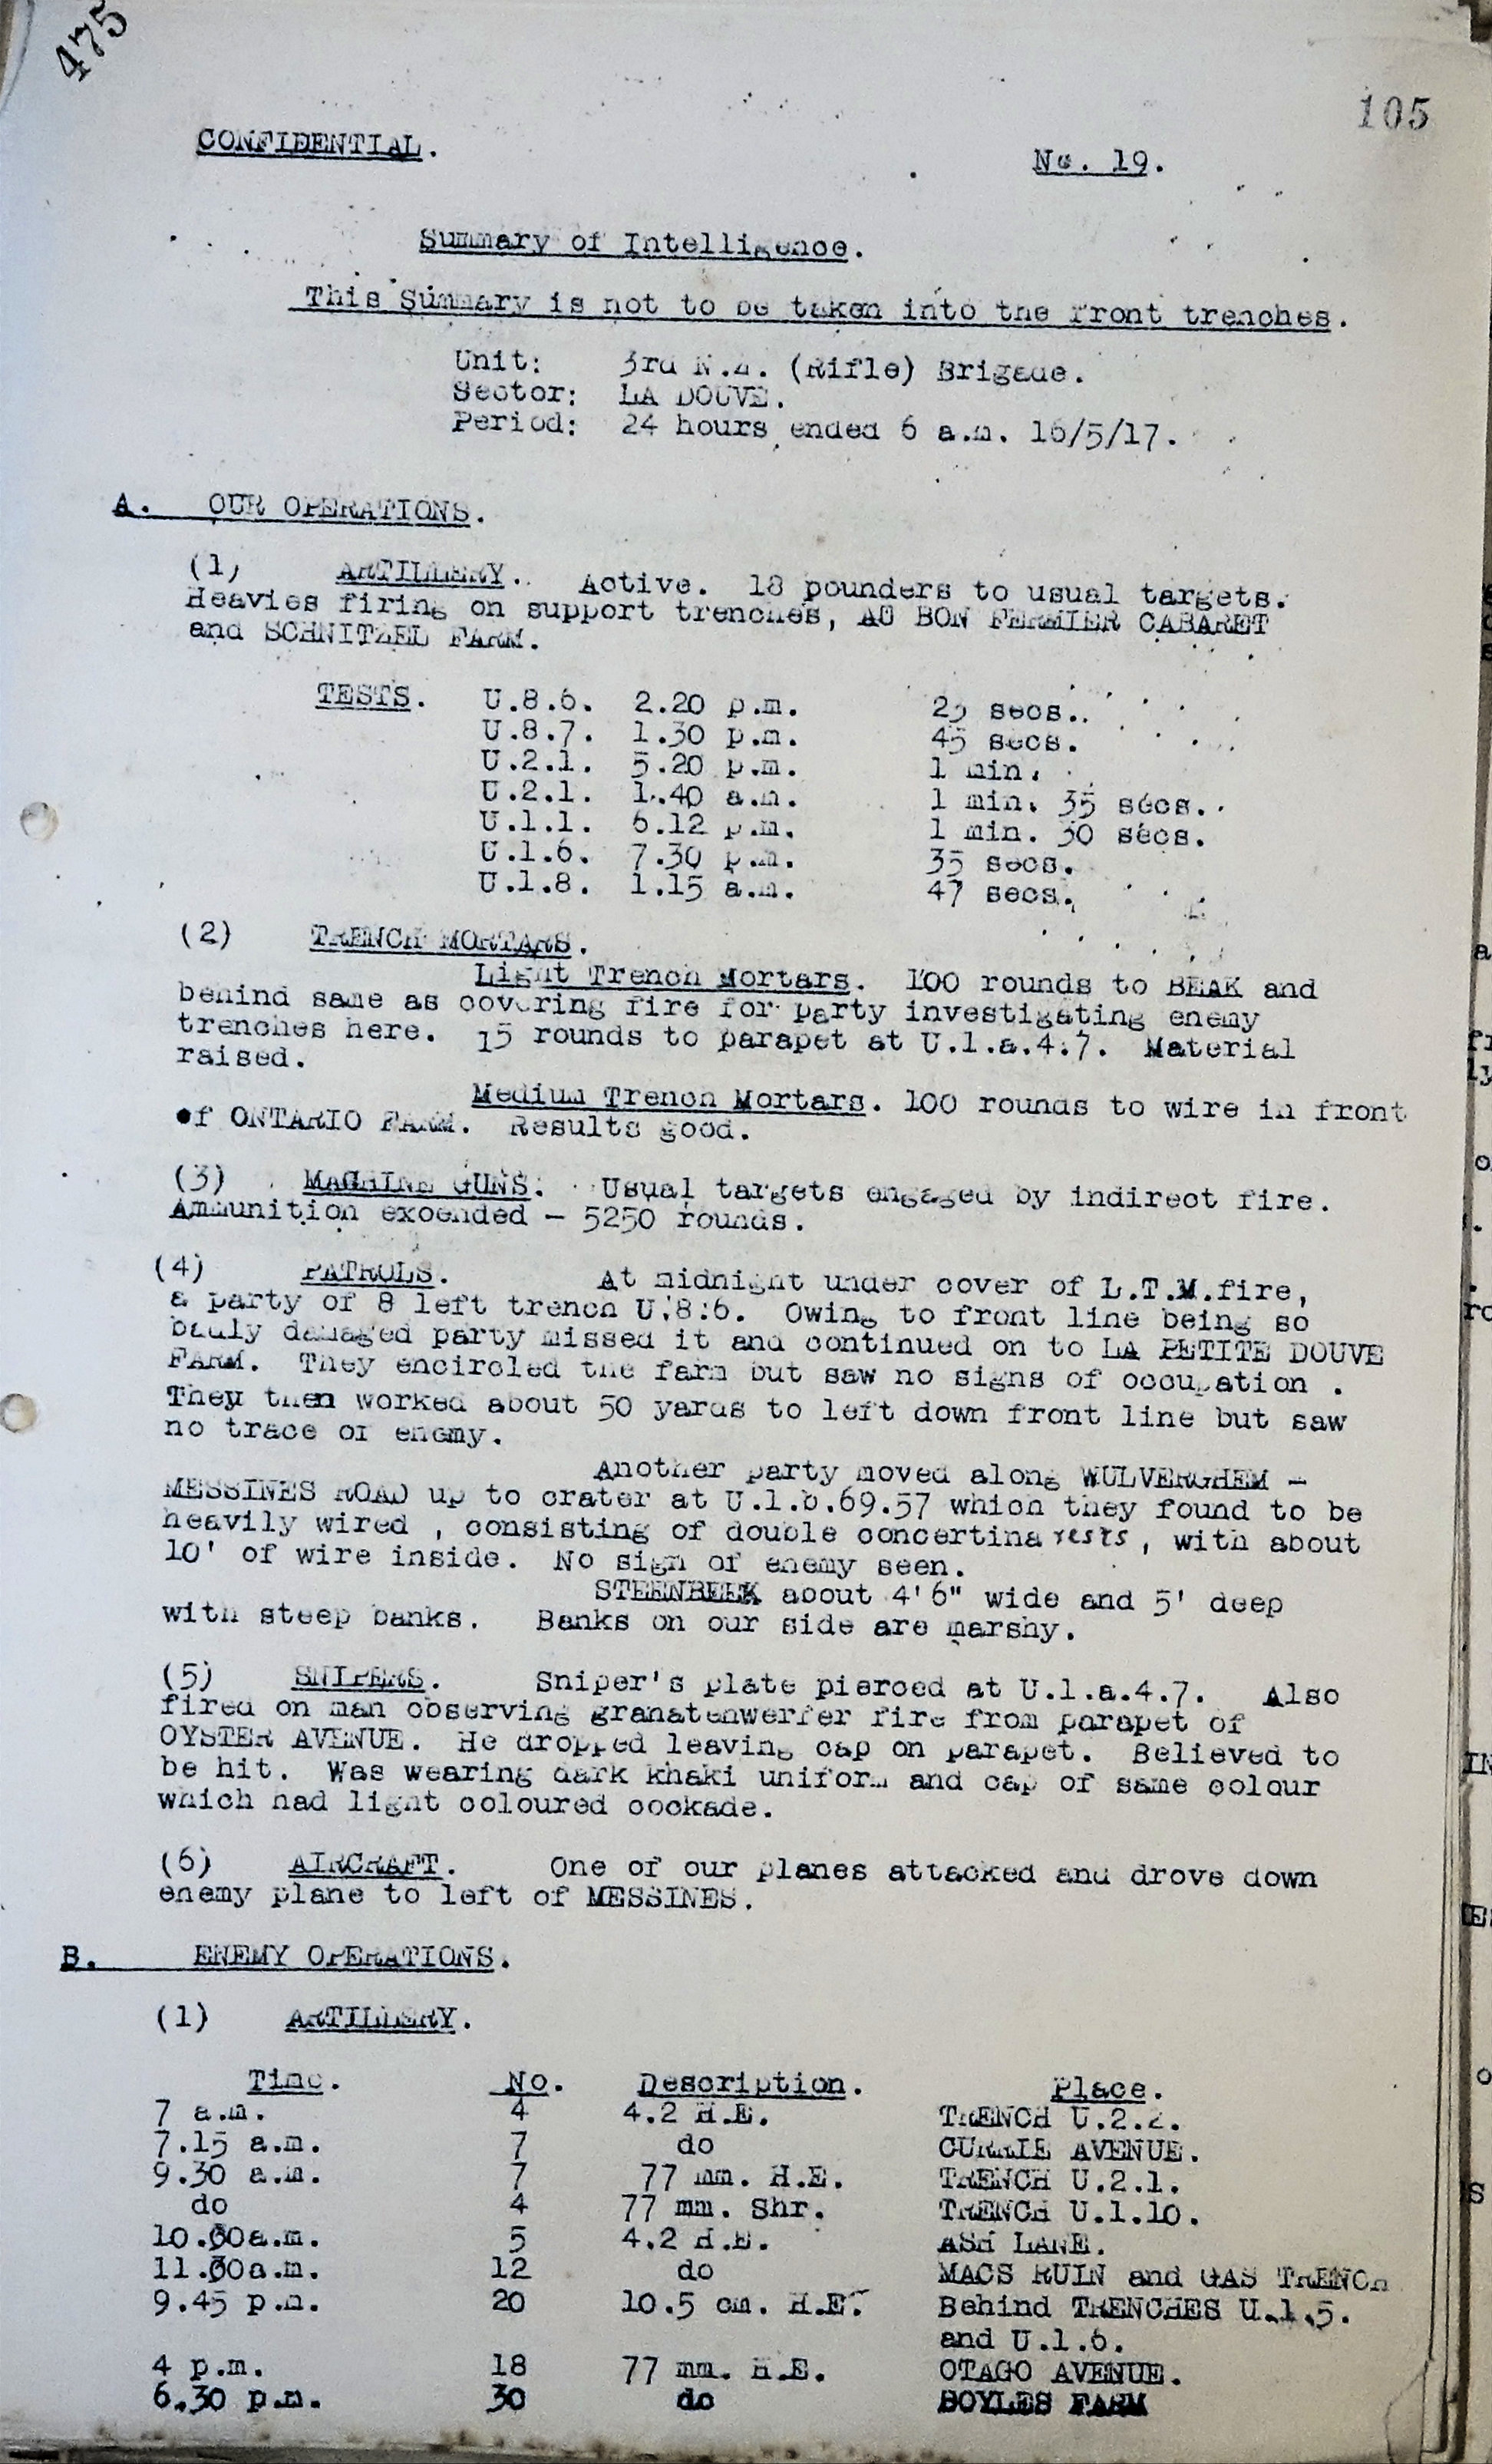 475
105
CONFIDENTIAL.
No. 19.
Summary of Intelligence.
This Summary is not to be taken into the front trenches.
Unit: 3rd N.Z. (Rifle) Brigade.
Sector: LA DOUVE.
Period: 24 hours ended 6 a.m. 16/5/17.
A. OUR OPERATIONS.
(1) ARTILLERY. Active. 18 pounders to usual targets.
Heavies firing on support trenches, AU BON FERMIER CABARET
and SCHNITZEL FARM.
TESTS. U.8.6. 2.20 p.m. 25 secs.
U.8.7. 1.30 p.m. 45 secs.
U.2.1. 5.20 p.m. 1 min.
U.2.1. 1.40 a.m. 1 min. 35 secs.
U.1.1. 6.12 p.m. 1 min. 30 secs.
U.1.6. 7.30 p.m. 35 secs.
U.1.8. 1.15 a.m. 47 secs.
(2) TRENCH MORTARS.
Light Trench Mortars. 100 rounds to BEAK and
behind same as covering fire for party investigating enemy
trenches here. 15 rounds to parapet at U.1.a.4.7. Material
raised.
Medium Trench Mortars. 100 rounds to wire in front
of ONTARIO FARM. Results good.
(3) MACHINE GUNS. Usual targets engaged by indirect fire.
Ammunition expended - 5250 rounds.
(4) PATROLS. At midnight under cover of L.T.M.fire,
a party of 8 left trench U.8.6. Owing to front line being so
badly damaged party missed it and continued on to LA PETITE DOUVE
FARM. They encircled the farm but saw no signs of occupation .
They then worked about 50 yards to left down front line but saw
no trace of enemy.
Another party moved along WULVERGHEM -
MESSINES ROAD up to crater at U.1.b.69.57 which they found to be
heavily wired , consisting of double concertina rests, with about
10' of wire inside. No sign of enemy seen.
STEENBEEK about 4'6" wide and 5' deep
with steep banks. Banks on our side are marshy.
(5) SNIPERS. Sniper's plate pierced at U.1.a.4.7. Also
fired on man observing granatenwerfer fire from parapet of
OYSTER AVENUE. He dropped leaving cap on parapet. Believed to
be hit. Was wearing dark khaki uniform and cap of same colour
which had light coloured cockade.
(6) AIRCRAFT. One of our planes attacked and drove down
enemy plane to left of MESSINES.
B. ENEMY OPERATIONS.
(1) ARTILLERY.
Time. No. Description. Place.
7 a.m. 4 4.2 H.E. TRENCH U.2.2.
7.15 a.m. 7 do CURRIE AVENUE.
9.30 a.m. 7 77 mm. H.E. TRENCH U.2.1.
do 4 77 mm. Shr. TRENCH U.1.10.
10.00a.m. 5 4.2 H.E. ASH LANE.
11.00a.m. 12 do MACS RUIN and GAS TRENCH
9.45 p.m. 20 10.5 cm. H.E. Behind TRENCHES U.1.5.
and U.1.6.
4 p.m. 18 77 mm. H.E. OTAGO AVENUE.
6.30 p.m. 30 do BOYLES FARM